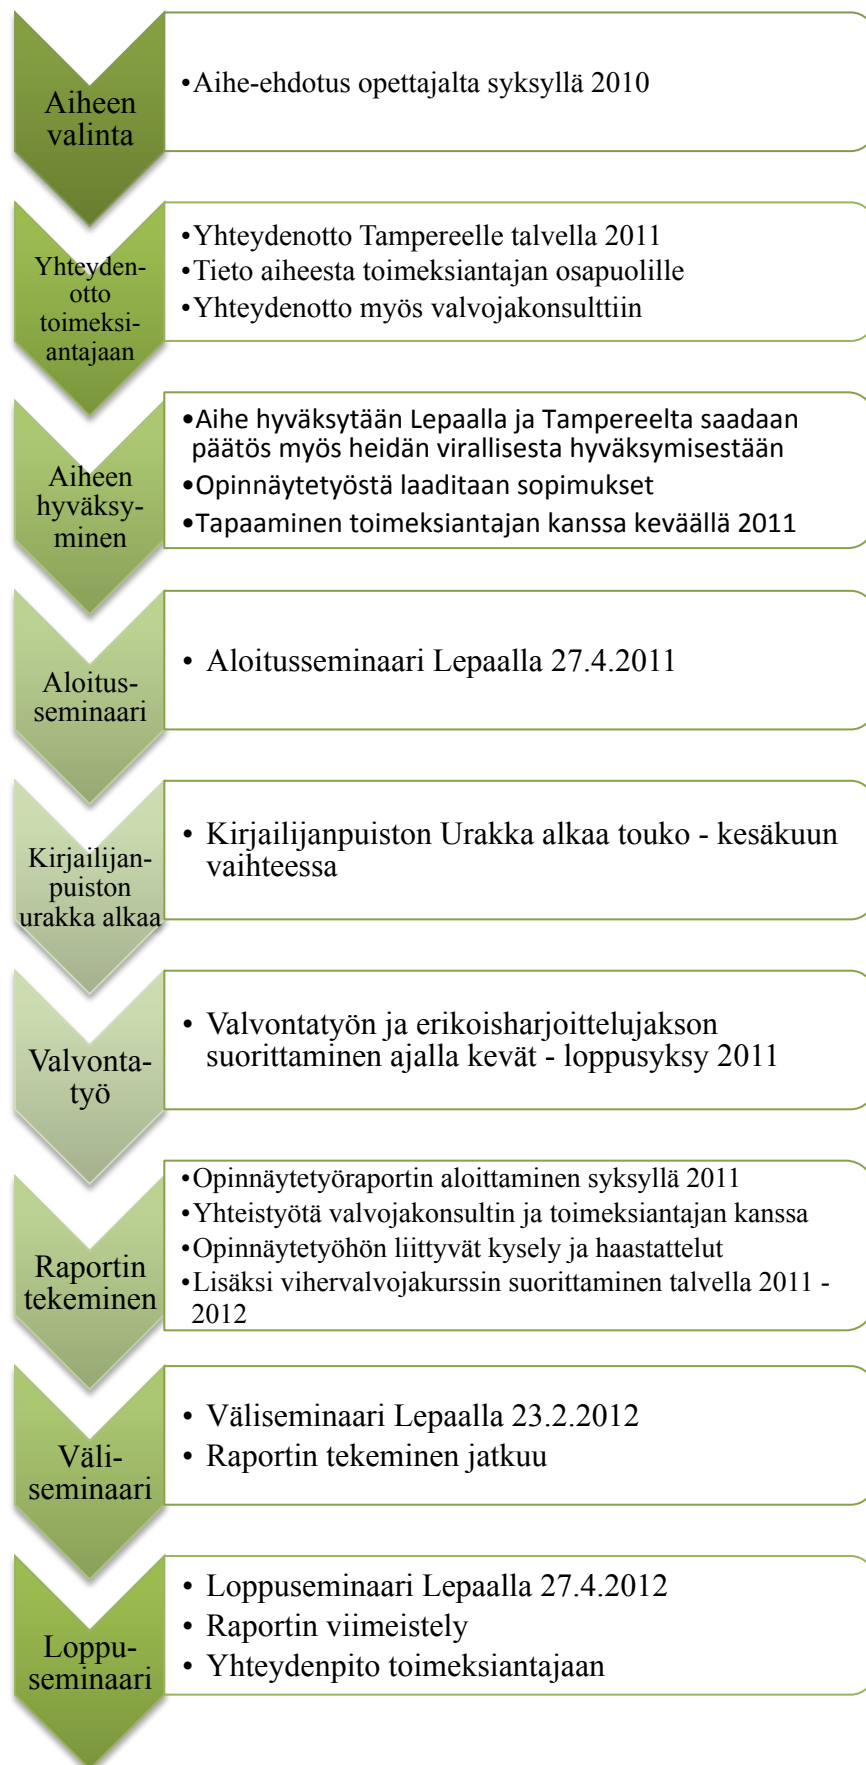 Aiheen
valinta
•Aihe-ehdotus opettajalta syksyllä 2010
Yhteyden-
otto
toimeksi-
antajaan
•Yhteydenotto Tampereelle talvella 2011
•Tieto aiheesta toimeksiantajan osapuolille
•Yhteydenotto myös valvojakonsulttiin
Aiheen
hyväksy-
minen
•Aihe hyväksytään Lepaalla ja Tampereelta saadaan
päätös myös heidän virallisesta hyväksymisestään
•Opinnäytetyöstä laaditaan sopimukset
•Tapaaminen toimeksiantajan kanssa keväällä 2011
Aloitus-
seminaari
• Aloitusseminaari Lepaalla 27.4.2011
Kirjailijan-
puiston
urakka alkaa
• Kirjailijanpuiston Urakka alkaa touko - kesäkuun
vaihteessa
Valvonta-
työ
• Valvontatyön ja erikoisharjoittelujakson
suorittaminen ajalla kevät - loppusyksy 2011
Raportin
tekeminen
•Opinnäytetyöraportin aloittaminen syksyllä 2011
•Yhteistyötä valvojakonsultin ja toimeksiantajan kanssa
•Opinnäytetyöhön liittyvät kysely ja haastattelut
•Lisäksi vihervalvojakurssin suorittaminen talvella 2011 -
2012
Väli-
seminaari
• Väliseminaari Lepaalla 23.2.2012
• Raportin tekeminen jatkuu
Loppu-
seminaari
• Loppuseminaari Lepaalla 27.4.2012
• Raportin viimeistely
• Yhteydenpito toimeksiantajaan